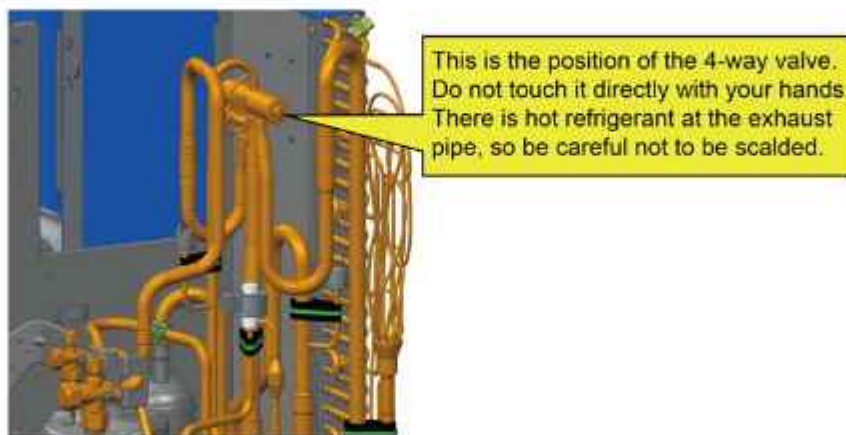 This is the position of the 4-way valve.
Do not touch it directly with your hands
There is hot refrigerant at the exhaust
pipe, so be careful not to be scalded.